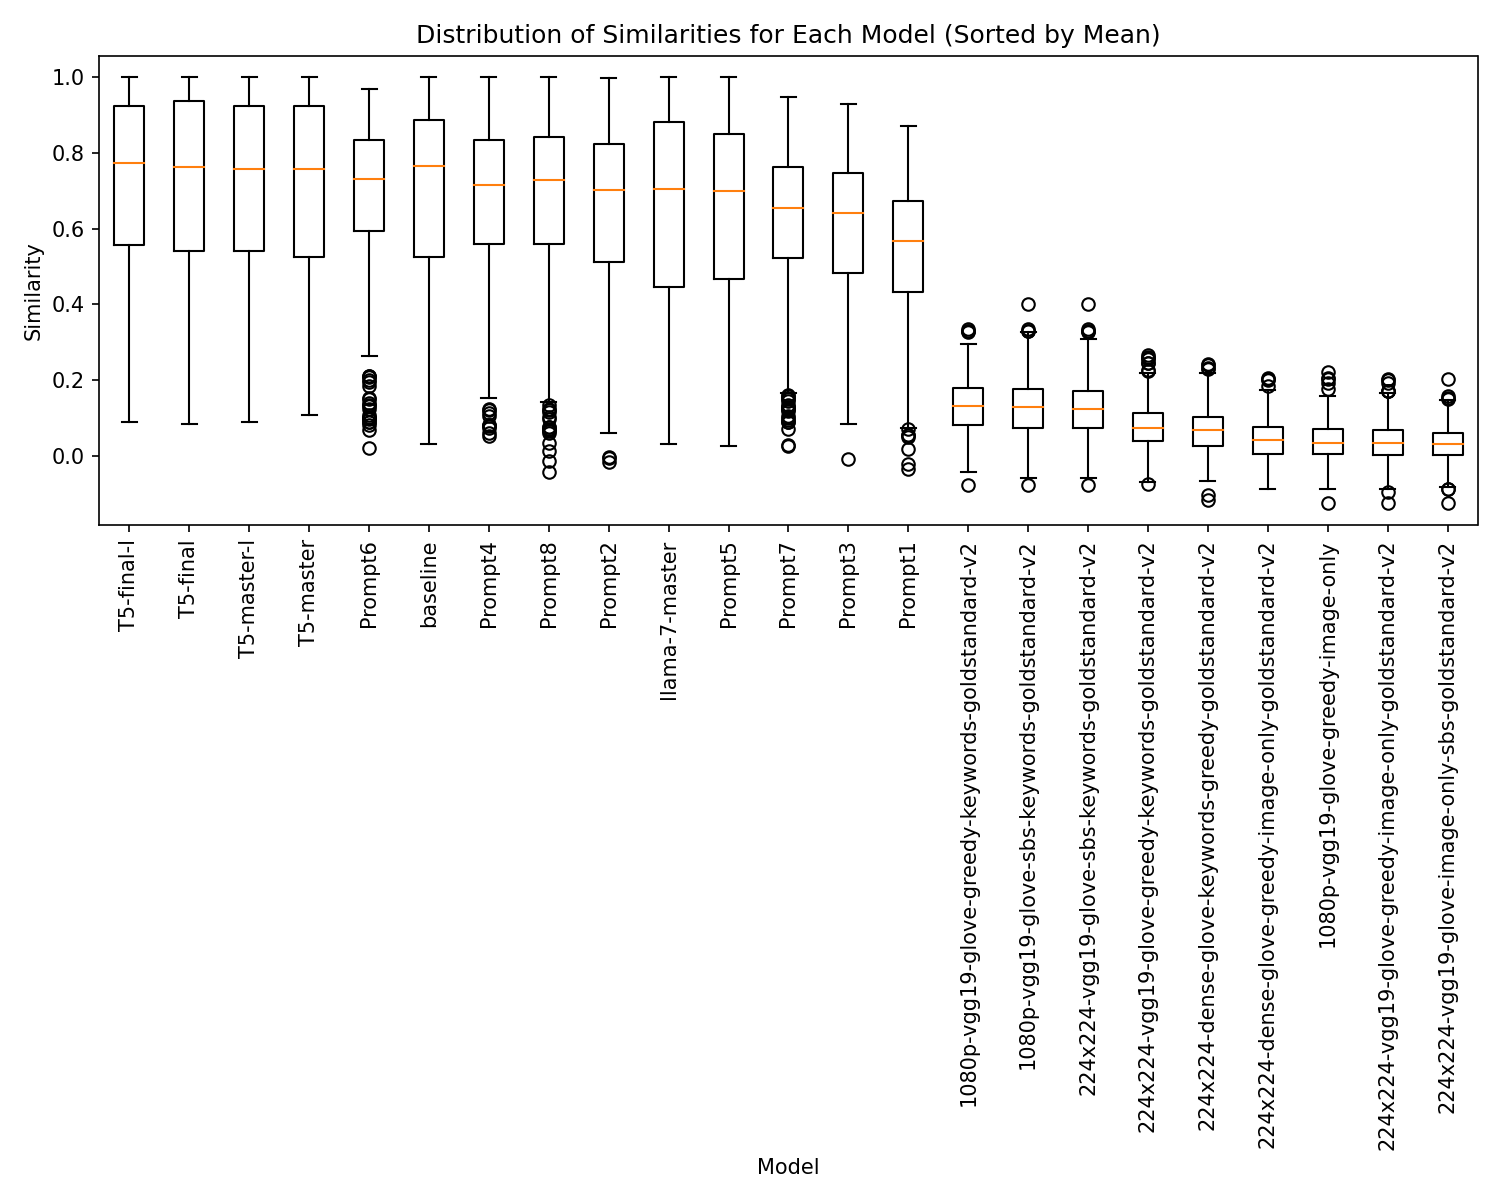 Distribution of Similarities for Each Model (Sorted by Mean)
Similarity
1.0
0.8
0.6
0.4
0.2
0.0
T5-final-l
T5-final
T5-master-l
T5-master
Prompt6
baseline
Prompt4
Prompt8
Prompt2
llama-7-master
Prompt5
Prompt7
Prompt3
Prompt1
1080p-vgg19-glove-greedy-keywords-goldstandard-v2
1080p-vgg19-glove-sbs-keywords-goldstandard-v2
224x224-vgg19-glove-sbs-keywords-goldstandard-v2
224x224-vgg19-glove-greedy-keywords-goldstandard-v2
224x224-dense-glove-keywords-greedy-goldstandard-v2
224x224-dense-glove-greedy-image-only-goldstandard-v2
1080p-vgg19-glove-greedy-image-only
224x224-vgg19-glove-greedy-image-only-goldstandard-v2
224x224-vgg19-glove-image-only-sbs-goldstandard-v2
Model